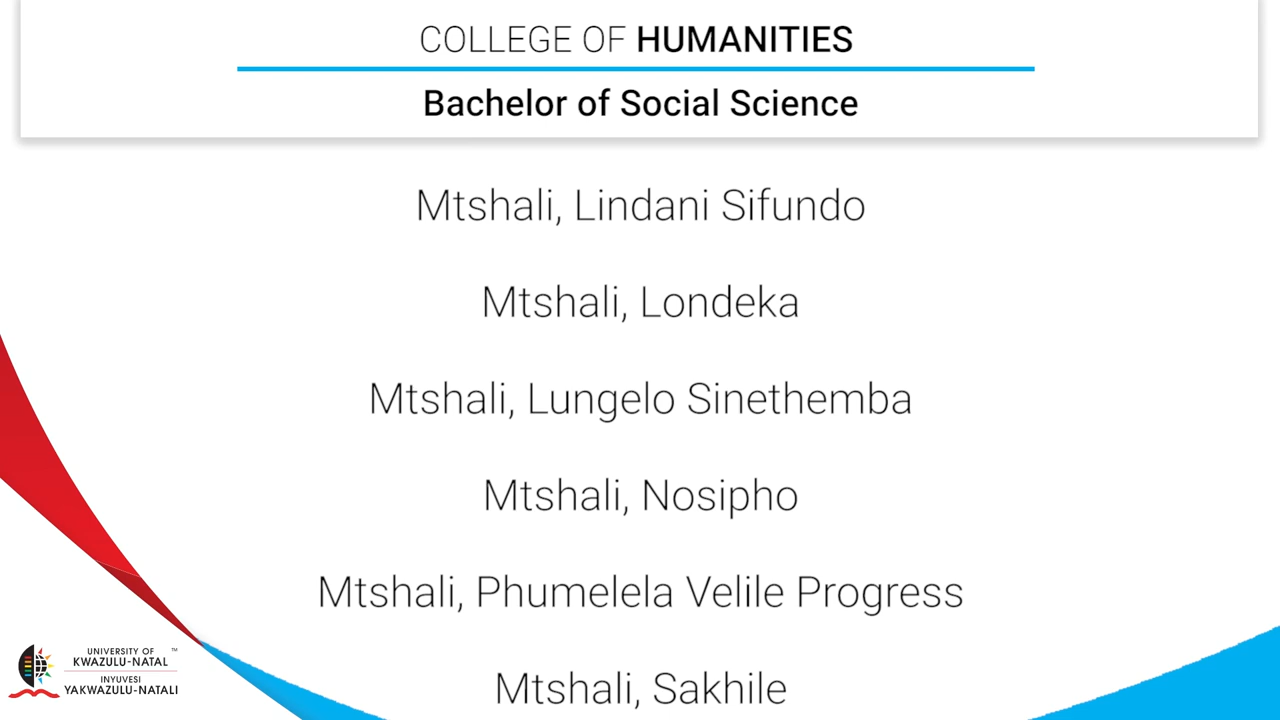 COLLEGE OF HUMANITIES
Bachelor of Social Science
Mtshali, Lindani Sifundo
Mtshali, Londeka
Mtshali, Lungelo Sinethemba
Mtshali, Nosipho
Mtshali, Phumelela Velile Progress
Mtshali, Sakhile
UNIVERSITY OF ™
KWAZULU-NATAL
INYUVESI
YAKWAZULU-NATALI